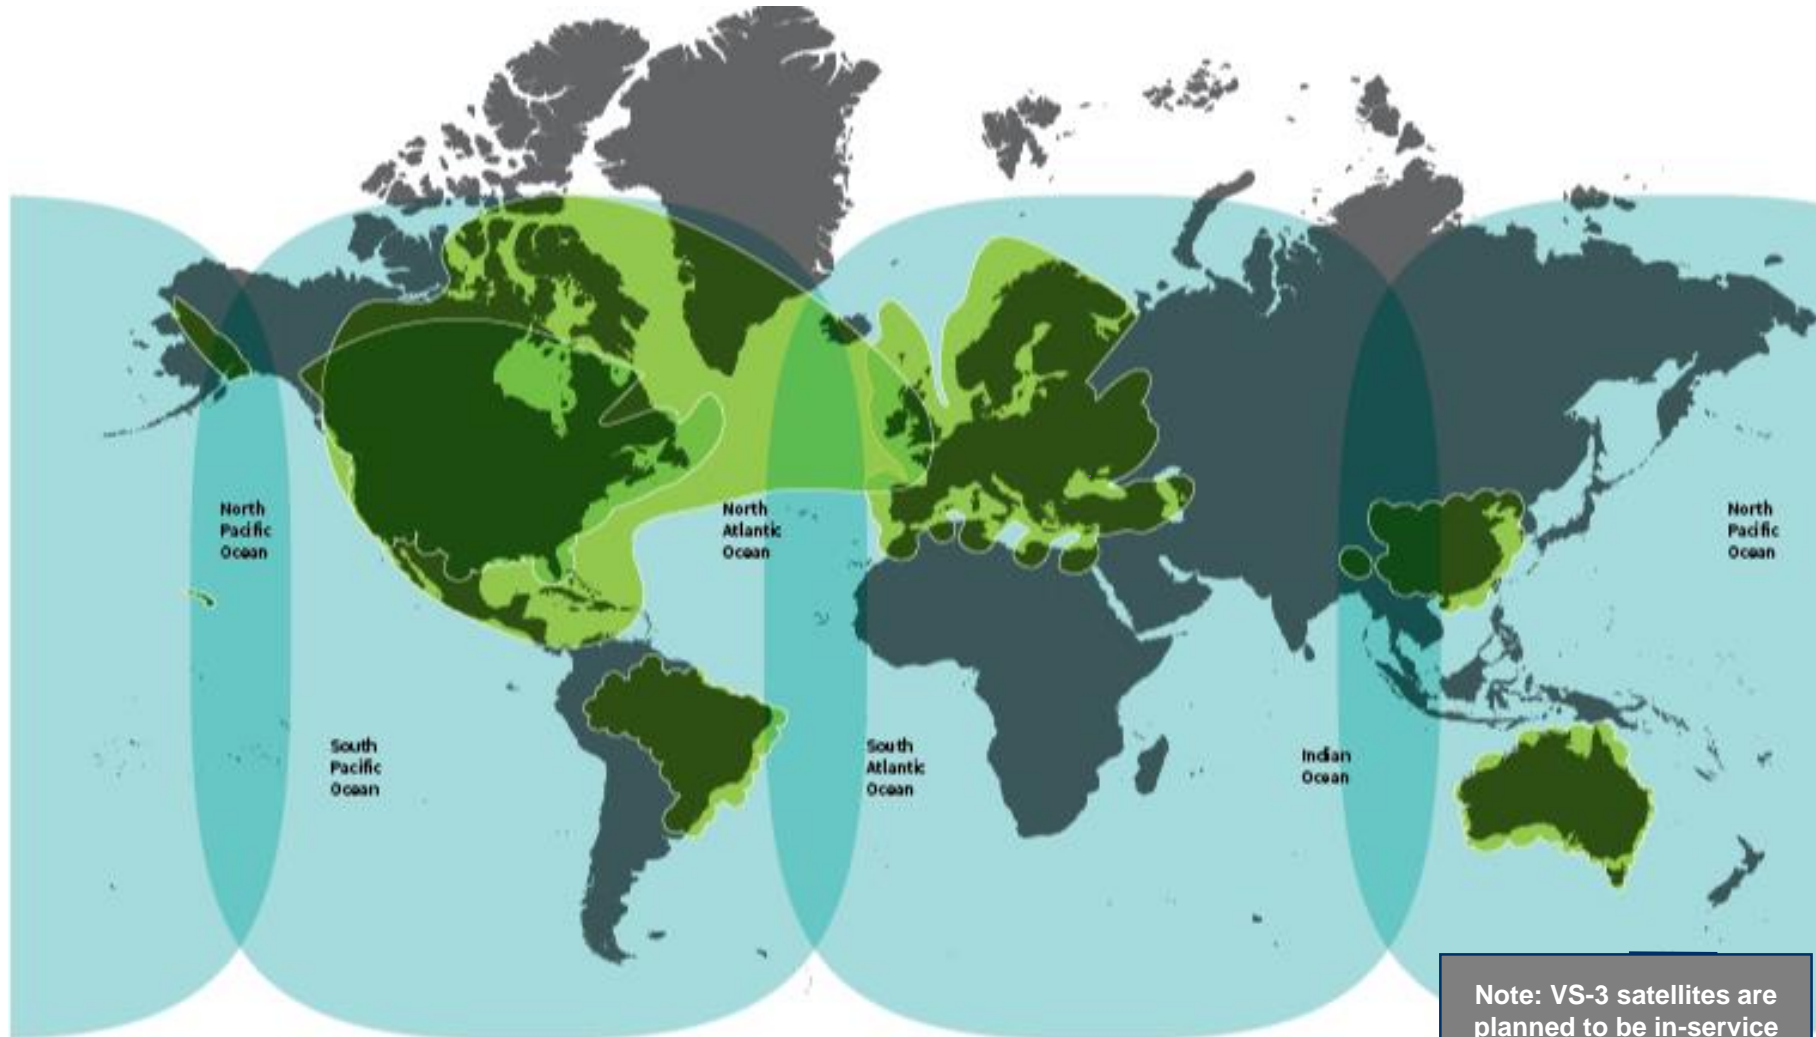 North
Pacific
Ocean
North
Atlantic
Ocean
North
Pacific
Ocean
South
Pacific
Ocean
South
Atlantic
Ocean
Indian
Ocean
Note: VS-3 satellites are
planned to be in-service